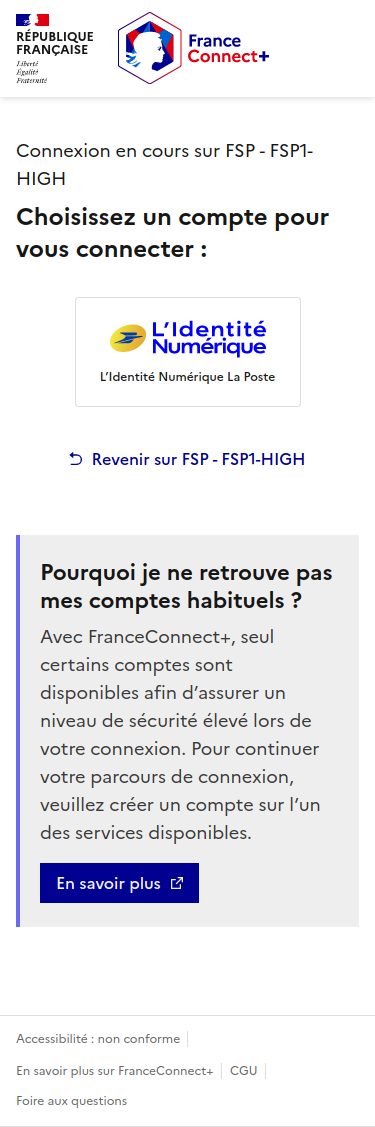 RÉPUBLIQUE
FRANÇAISE
Liberté
Égalité
Fraternité
France
Connect+
Connexion en cours sur FSP - FSP1-
HIGH
Choisissez un compte pour
vous connecter :
L'Identité
Numérique
L'Identité Numérique La Poste
Revenir sur FSP - FSP1-HIGH
Pourquoi je ne retrouve pas
mes comptes habituels ?
Avec FranceConnect+, seul
certains comptes sont
disponibles afin d'assurer un
niveau de sécurité élevé lors de
votre connexion. Pour continuer
votre parcours de connexion,
veuillez créer un compte sur l'un
des services disponibles.
En savoir plus
Accessibilité : non conforme
En savoir plus sur FranceConnect+ CGU
Foire aux questions